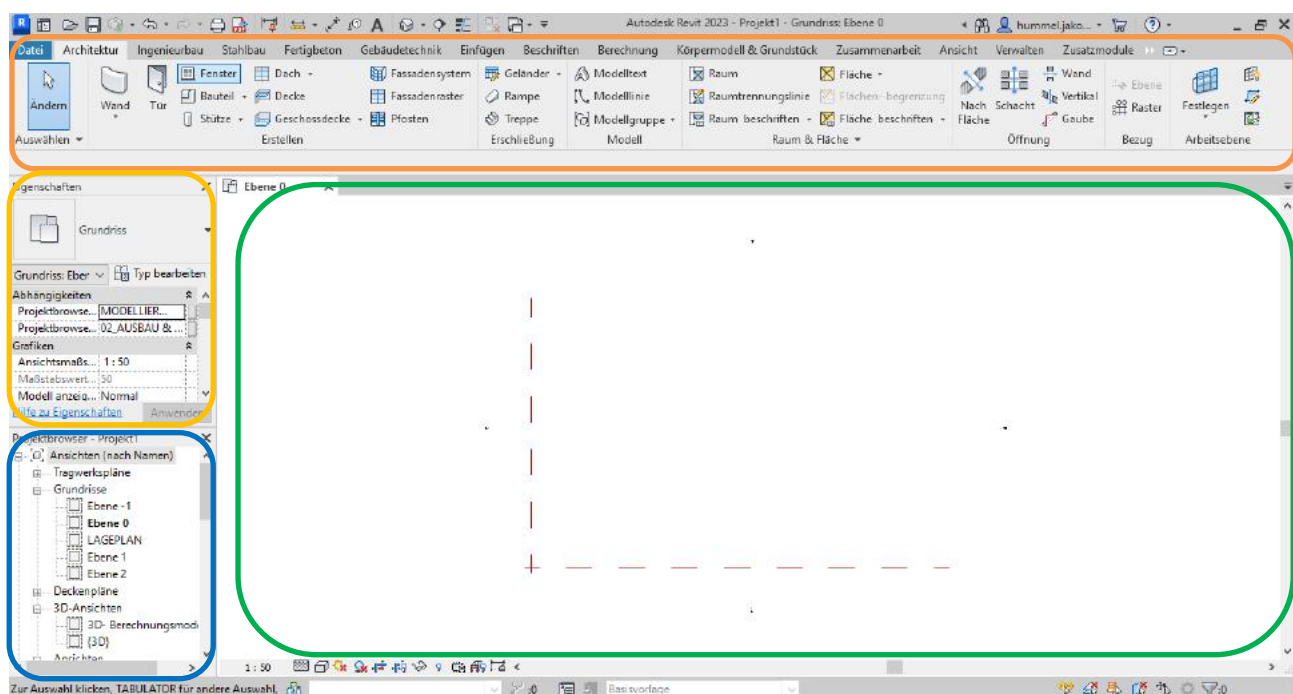 Autodesk Revit 2023 - Projekt1 - Grundriss: Ebene 0
hummel.jako...
Datei Architektur Ingenieurbau Stahlbau Fertigbeton Gebäudetechnik Einfügen Beschriften Berechnung Körpermodell & Grundstück Zusammenarbeit Ansicht Verwalten Zusatzmodule
Fenster Dach Fassadensystem Geländer Modelltext Raum Fläche Wand Ebene
Ändern Wand Tür Bauteil Decke Fassadenraster Rampe Modelllinie Raumtrennungslinie Flächen-begrenzung Nach Fläche Schacht Vertikal Raster Festlegen
Stütze Geschossdecke Pfosten Treppe Modellgruppe Raum beschriften Fläche beschriften Gaube
Auswählen Erstellen Erschließung Modell Raum & Fläche Öffnung Bezug Arbeitsebene
Eigenschaften
Ebene 0
Grundriss
Grundriss: Eber Typ bearbeiten
Abhängigkeiten
Projektbrowse... MODELLIER...
Projektbrowse... 02_AUSBAU & ...
Grafiken
Ansichtsmaßs... 1 : 50
Maßstabswert... 50
Modell anzeig... Normal
Hilfe zu Eigenschaften Anwenden
Projektbrowser - Projekt1
Ansichten (nach Namen)
Tragwerkspläne
Grundrisse
Ebene -1
Ebene 0
LAGEPLAN
Ebene 1
Ebene 2
Deckenpläne
3D-Ansichten
3D- Berechnungsmod
{3D}
Ansichten
1 : 50
Zur Auswahl klicken, TABULATOR für andere Auswahl, :0 Basisvorlage :0